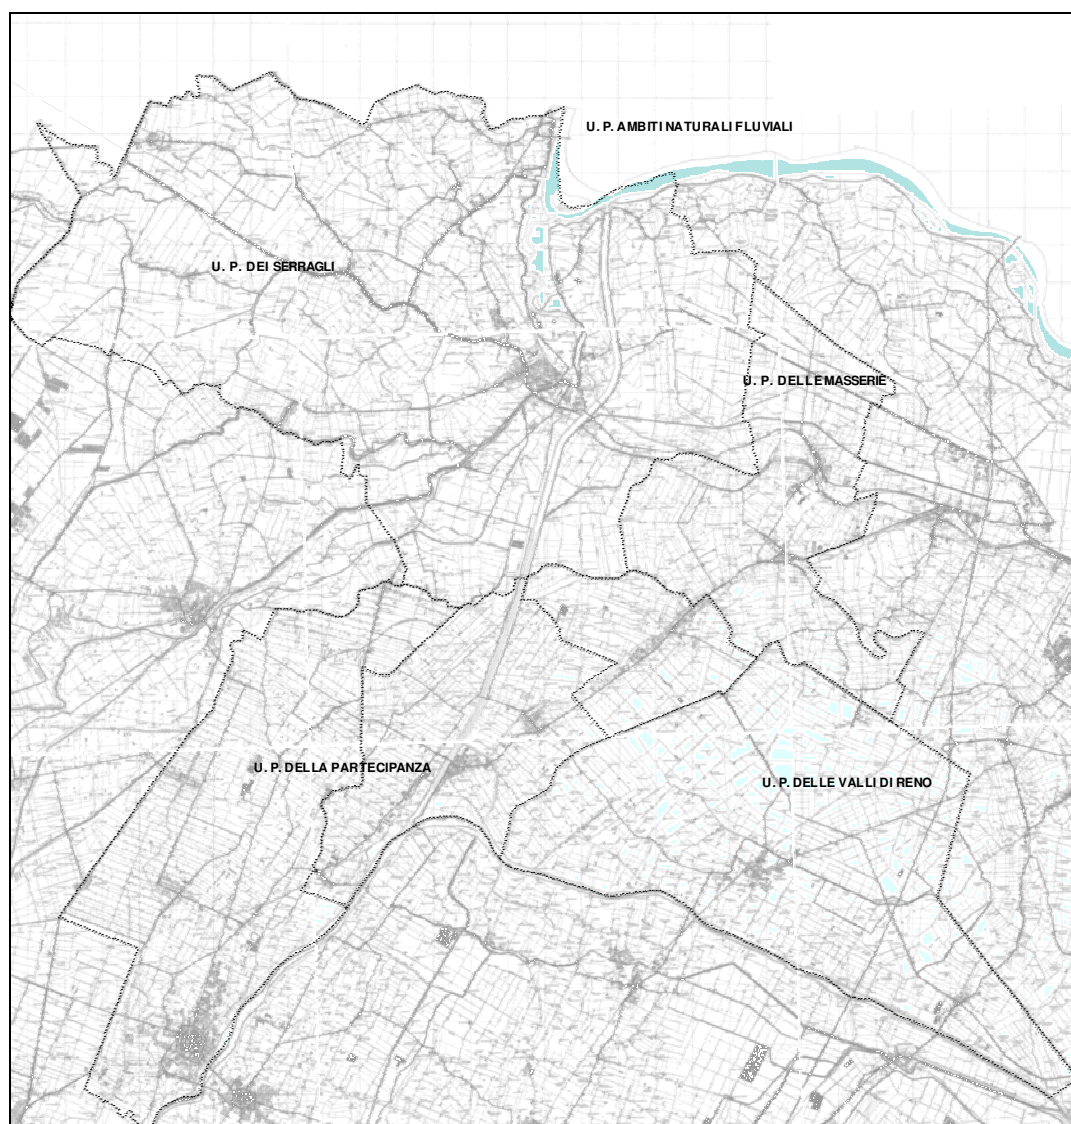 U. P. AMBITI NATURALI FLUVIALI
U. P. DEI SERRAGLI
U. P. DELLE MASSERIE
U. P. DELLA PARTECIPANZA
U. P. DELLE VALLI DI RENO